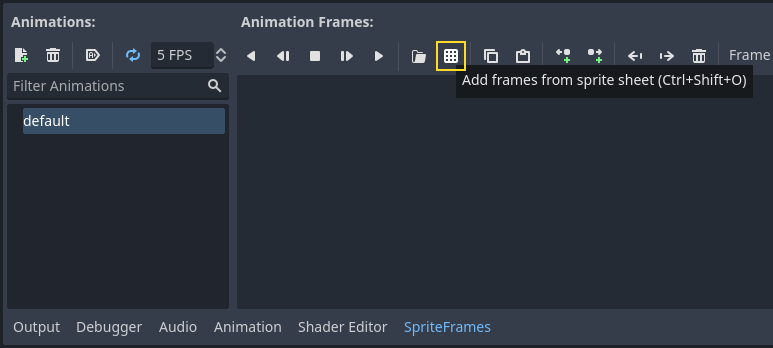 Animations:
Animation Frames:
5 FPS
Frame
Add frames from sprite sheet (Ctrl+Shift+O)
Filter Animations
default
Output Debugger Audio Animation Shader Editor SpriteFrames